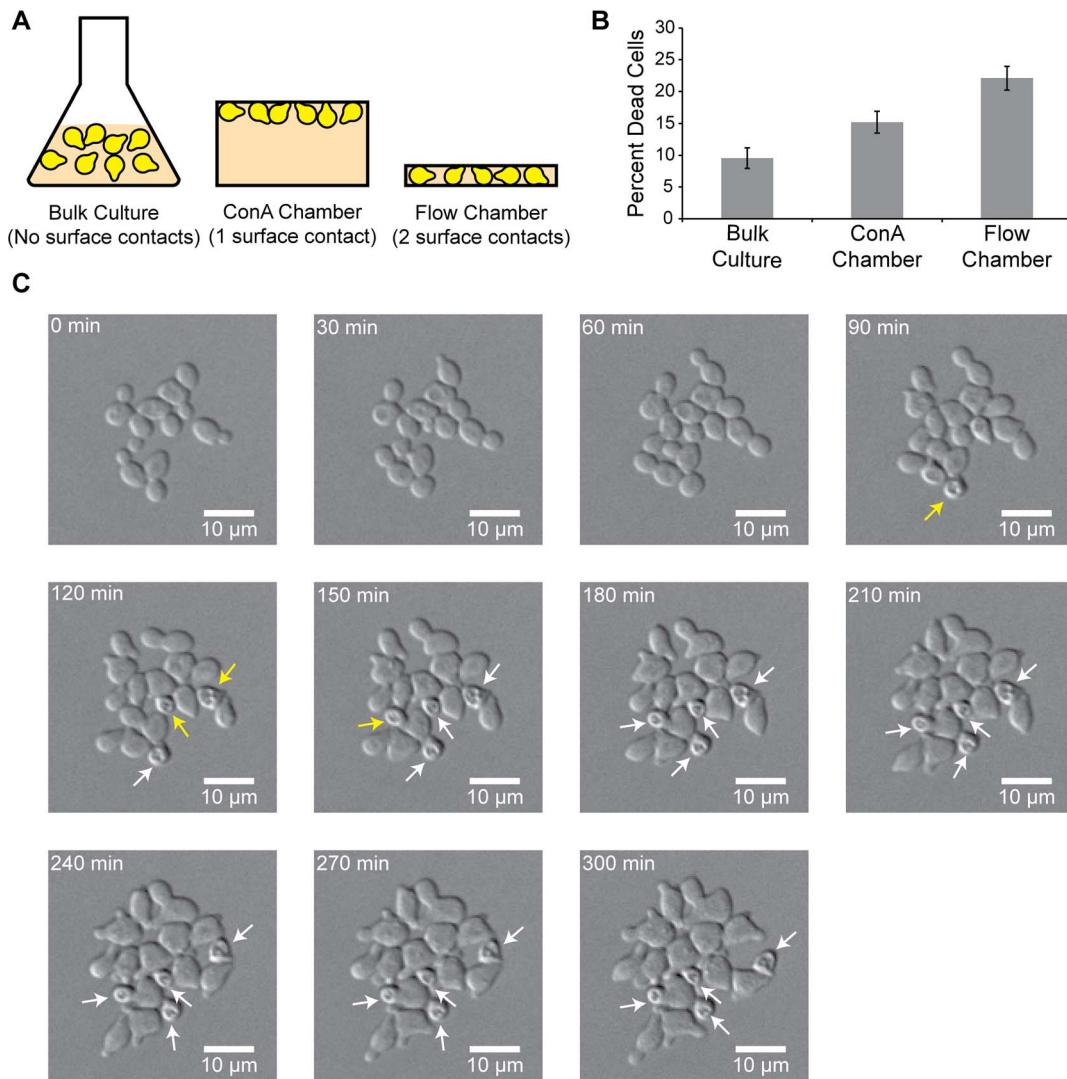 A
Bulk Culture
(No surface contacts)
ConA Chamber
(1 surface contact)
Flow Chamber
(2 surface contacts)
B
Percent Dead Cells
30
25
20
15
10
5
0
Bulk
Culture
ConA
Chamber
Flow
Chamber
C
0 min
10 µm
30 min
10 µm
60 min
10 µm
90 min
10 µm
120 min
10 µm
150 min
10 µm
180 min
10 µm
210 min
10 µm
240 min
10 µm
270 min
10 µm
300 min
10 µm